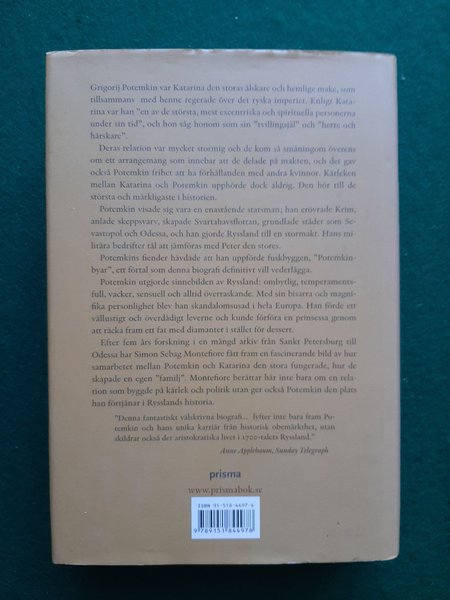 Grigorij Potemkin var Katarina den storas älskare och hemlige make, som
tillsammans med henne regerade över det ryska imperiet. Enligt Kata-
rina var han "en av de största, mest excentriska och spirituella personerna
under sin tid", och hon såg honom som sin "tvillingsjäl" och "herre och
härskare".
Deras relation var mycket stormig och de kom så småningom överens
om ett arrangemang som innebar att de delade på makten, och det gav
också Potemkin frihet att ha förhållanden med andra kvinnor. Kärleken
mellan Katarina och Potemkin upphörde dock aldrig. Den hör till de
största och märkligaste i historien.
Potemkin visade sig vara en enastående statsman; han erövrade Krim,
anlade skeppsvarv, skapade Svartahavsflottan, grundlade städer som Se-
vastopol och Odessa, och han gjorde Ryssland till en stormakt. Hans mi-
litära bedrifter tål att jämföras med Peter den stores.
Potemkins fiender hävdade att han uppförde fuskbyggen, "Potemkin-
byar", ett förtal som denna biografi definitivt vill vederlägga.
Potemkin utgjorde sinnebilden av Ryssland: ombytlig, temperaments-
full, vacker, sensuell och alltid överraskande. Med sin bisarra och magni-
fika personlighet blev han skandalomsusad i hela Europa. Han förde ett
vällustigt och överdådigt leverne och kunde förföra en prinsessa genom
att räcka fram ett fat med diamanter i stället för dessert.
Efter fem års forskning i en mängd arkiv från Sankt Petersburg till
Odessa har Simon Sebag Montefiore fått fram en fascinerande bild av hur
samarbetet mellan Potemkin och Katarina den stora fungerade, hur de
skapade en egen "familj". Montefiore berättar här inte bara om en rela-
tion som byggde på kärlek och politik utan ger också Potemkin den plats
han förtjänar i Rysslands historia.
"Denna fantastiskt välskrivna biografi... lyfter inte bara fram Po-
temkin och hans unika karriär från historisk obemärkthet, utan
skildrar också det aristokratiska livet i 1700-talets Ryssland."
Anne Applebaum, Sunday Telegraph
prisma
www.prismabok.se
ISBN 91-518-4497-6
9789151844978